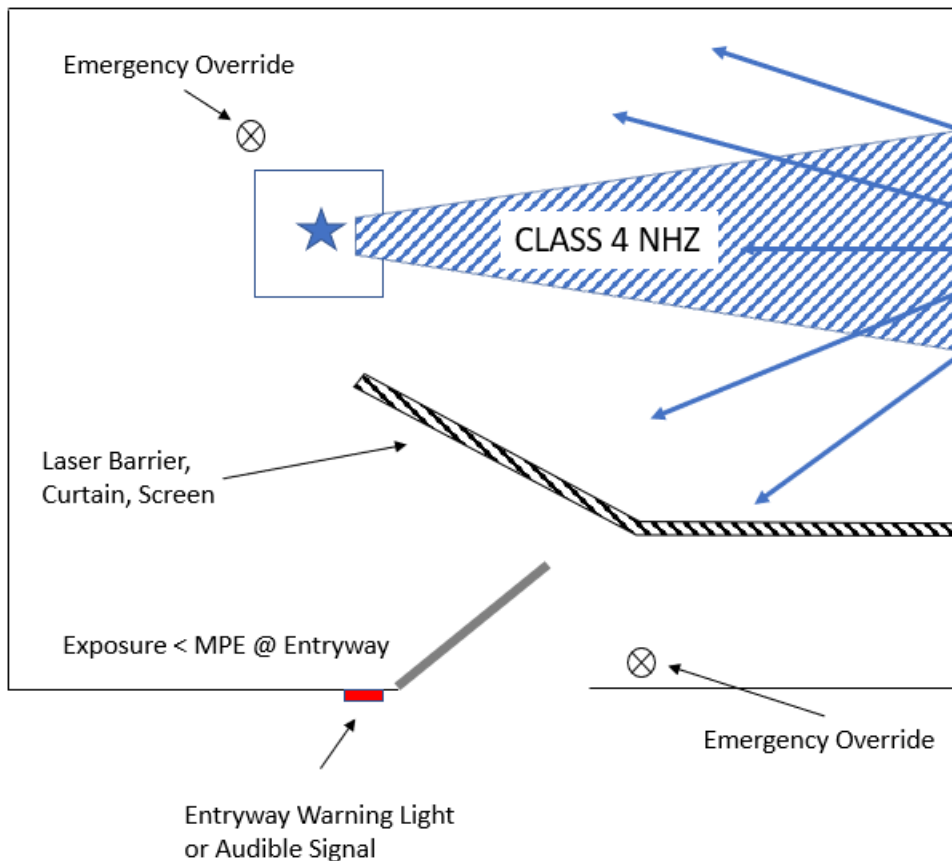 Emergency Override
CLASS 4 NHZ
Laser Barrier,
Curtain, Screen
Exposure < MPE @ Entryway
Emergency Override
Entryway Warning Light
or Audible Signal